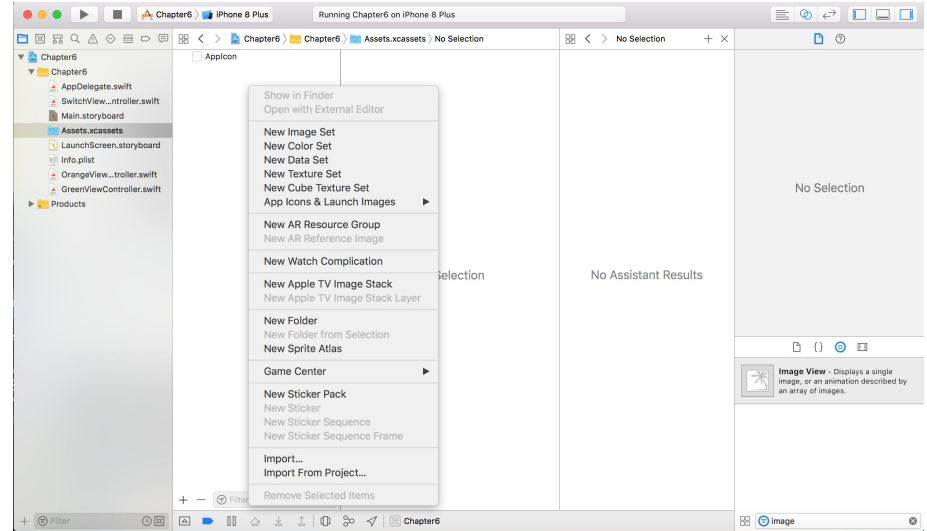 Chapter6 〉 iPhone 8 Plus
Running Chapter6 on iPhone 8 Plus
Chapter6 〉 Chapter6 〉 Assets.xcassets 〉 No Selection
No Selection
Chapter6
Chapter6
AppDelegate.swift
SwitchView...ntroller.swift
Main.storyboard
Assets.xcassets
LaunchScreen.storyboard
Info.plist
OrangeView...troller.swift
GreenViewController.swift
Products
Filter
AppIcon
Show in Finder
Open with External Editor
New Image Set
New Color Set
New Data Set
New Texture Set
New Cube Texture Set
App Icons & Launch Images
New AR Resource Group
New AR Reference Image
New Watch Complication
New Apple TV Image Stack
New Apple TV Image Stack Layer
New Folder
New Folder from Selection
New Sprite Atlas
Game Center
New Sticker Pack
New Sticker
New Sticker Sequence
New Sticker Sequence Frame
Import...
Import From Project...
Remove Selected Items
Filter
Selection
Chapter6
No Assistant Results
No Selection
{}
Image View - Displays a single
image, or an animation described by
an array of images.
image